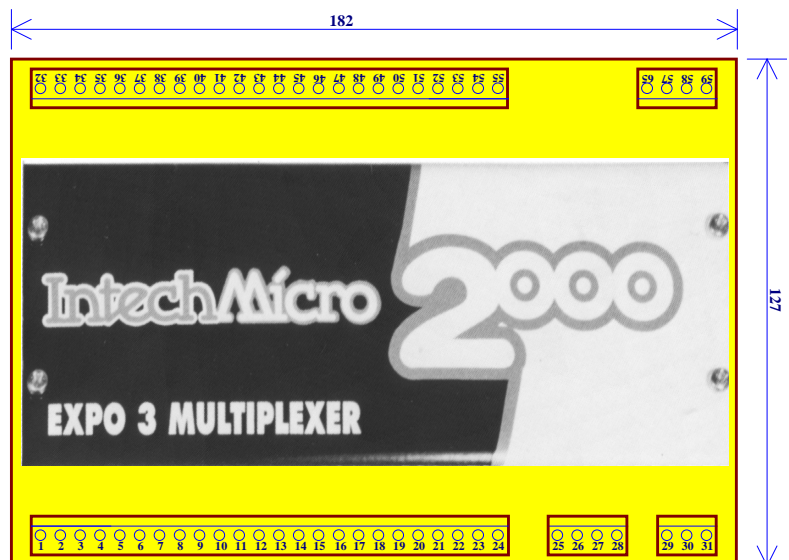 182
32 33 34 35 36 37 38 39 40 41 42 43 44 45 46 47 48 49 50 51 52 53 54 55 65 57 58 59
127
IntechMicro 2000
EXPO 3 MULTIPLEXER
1 2 3 4 5 6 7 8 9 10 11 12 13 14 15 16 17 18 19 20 21 22 23 24 25 26 27 28 29 30 31